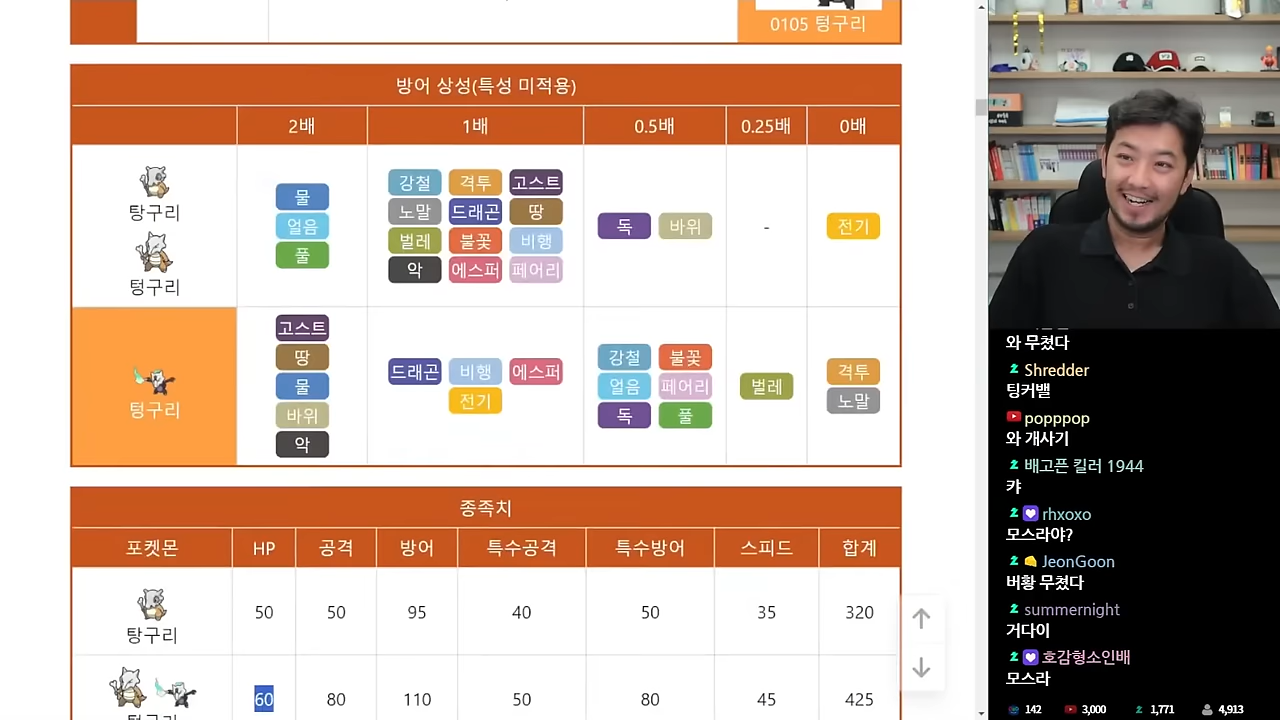 0105 텅구리
방어 상성(특성 미적용)
2배 1배 0.5배 0.25배 0배
탕구리
텅구리
물
얼음
풀
강철 격투 고스트
노말 드래곤 땅
벌레 불꽃 비행
악 에스퍼 페어리
독 바위
-
전기
텅구리
고스트
땅
물
바위
악
드래곤 비행 에스퍼
전기
강철 불꽃
얼음 페어리
독 풀
벌레
격투
노말
종족치
포켓몬 HP 공격 방어 특수공격 특수방어 스피드 합계
탕구리 50 50 95 40 50 35 320
60 80 110 50 80 45 425
와 무쳤다
Shredder
팅커밸
popppop
와 개사기
배고픈 킬러 1944
캬
rhxoxo
모스라야?
JeonGoon
버황 무쳤다
summernight
거다이
호감형소인배
모스라
142 3,000 1,771 4,913